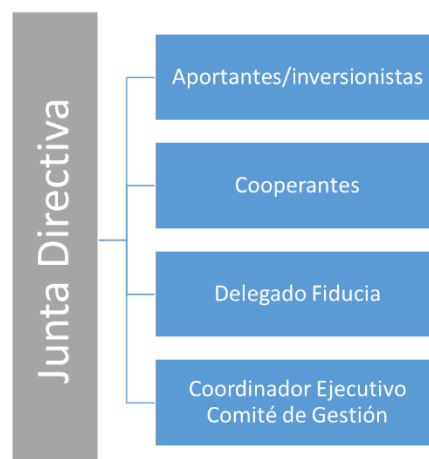 Junta Directiva
Aportantes/inversionistas
Cooperantes
Delegado Fiducia
Coordinador Ejecutivo
Comité de Gestión